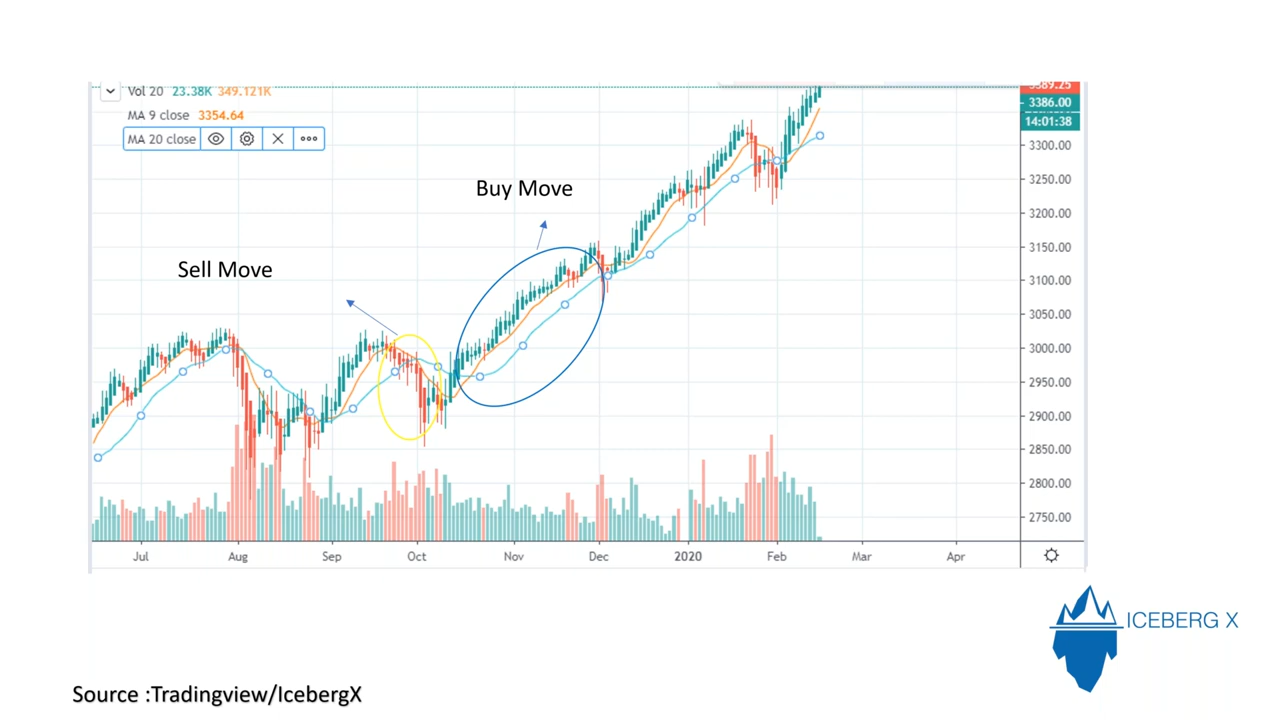 Vol 20 23.38K 349.121K
MA 9 close 3354.64
MA 20 close
3389.25
3386.00
14:01:38
3300.00
3250.00
3200.00
3150.00
3100.00
3050.00
3000.00
2950.00
2900.00
2850.00
2800.00
2750.00
Buy Move
Sell Move
Jul Aug Sep Oct Nov Dec 2020 Feb Mar Apr
ICEBERG X
Source :Tradingview/IcebergX